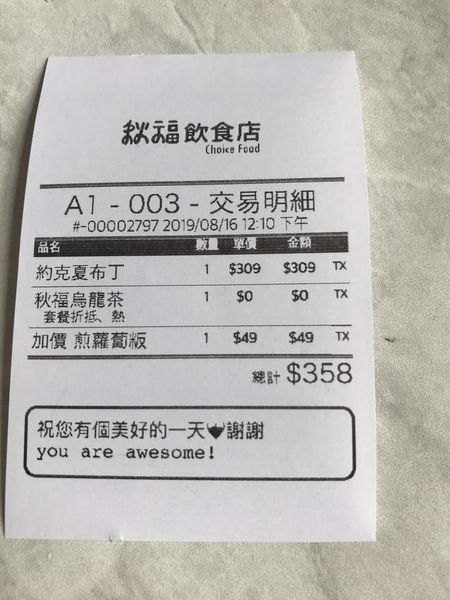 秋福飲食店
Choice Food
A1 - 003 - 交易明細
#-00002797 2019/08/16 12:10 下午
品名 數量 單價 金額
約克夏布丁 1 $309 $309 TX
秋福烏龍茶 1 $0 $0 TX
套餐折抵、熱
加價 煎蘿蔔粄 1 $49 $49 TX
總計 $358
祝您有個美好的一天謝謝
you are awesome!